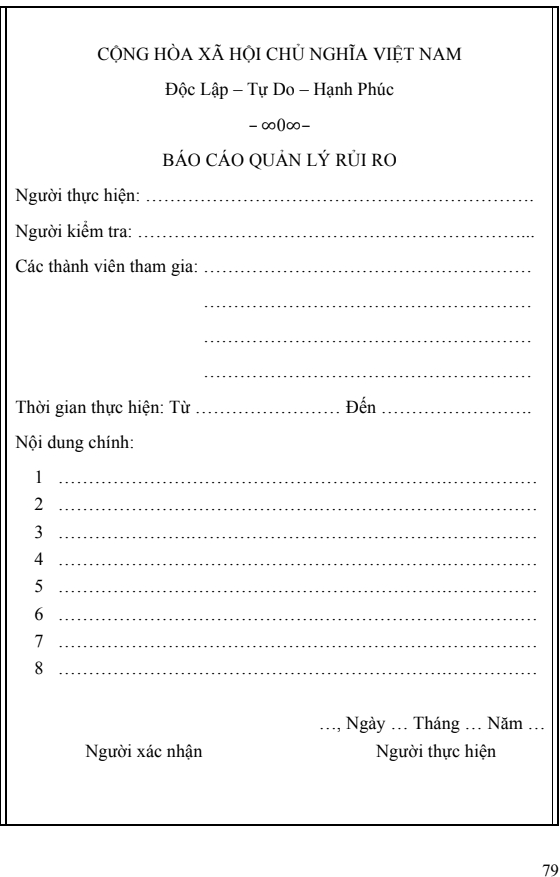 CỘNG HÒA XÃ HỘI CHỦ NGHĨA VIỆT NAM
Độc Lập – Tự Do – Hạnh Phúc
– ∞0∞–
BÁO CÁO QUẢN LÝ RỦI RO
Người thực hiện: ……………………………………………………….
Người kiểm tra: ………………………………………………………...
Các thành viên tham gia: ………………………………………………
………………………………………………
………………………………………………
………………………………………………
Thời gian thực hiện: Từ …………………… Đến …………………….
Nội dung chính:
1 ……………………………………………………….……………
2 ……………………………………………………….……………
3 ………………….…………………………………………………
4 ……………………………………………………….……………
5 ……………………………………………………….……………
6 ……………………………………………………….……………
7 ………………….…………………………………………………
8 ……………………………………………………….……………
…, Ngày … Tháng … Năm …
Người xác nhận Người thực hiện
79